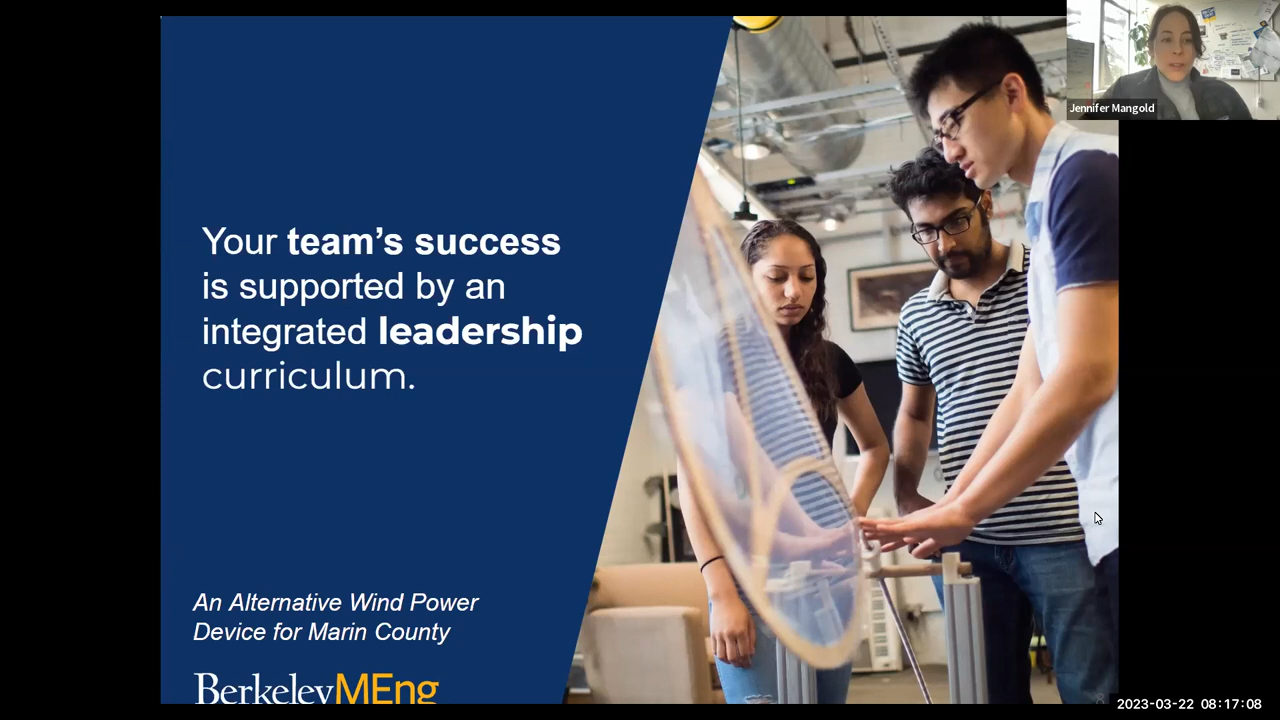 Jennifer Mangold
Your team’s success
is supported by an
integrated leadership
curriculum.
An Alternative Wind Power
Device for Marin County
BerkeleyMEng
8
2023-03-22 08:17:08